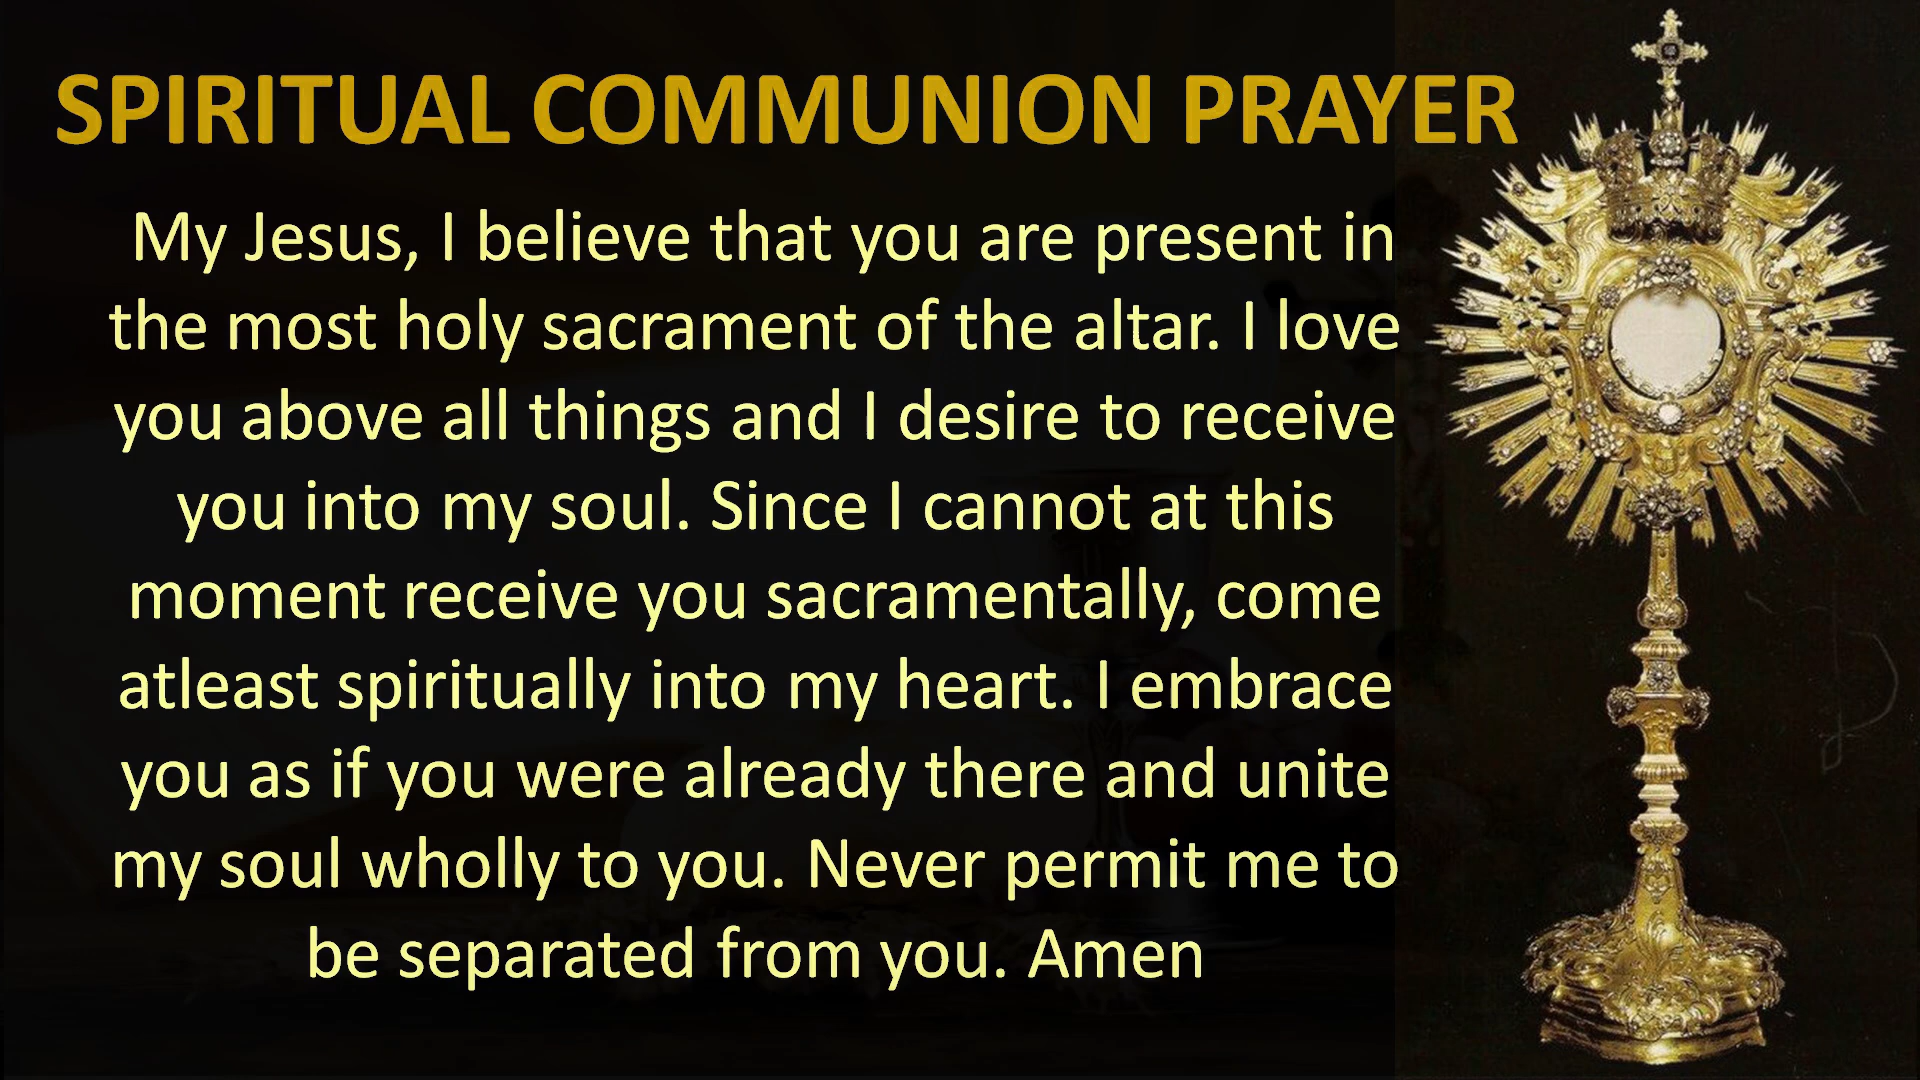 SPIRITUAL COMMUNION PRAYER
My Jesus, I believe that you are present in
the most holy sacrament of the altar. I love
you above all things and I desire to receive
you into my soul. Since I cannot at this
moment receive you sacramentally, come
atleast spiritually into my heart. I embrace
you as if you were already there and unite
my soul wholly to you. Never permit me to
be separated from you. Amen